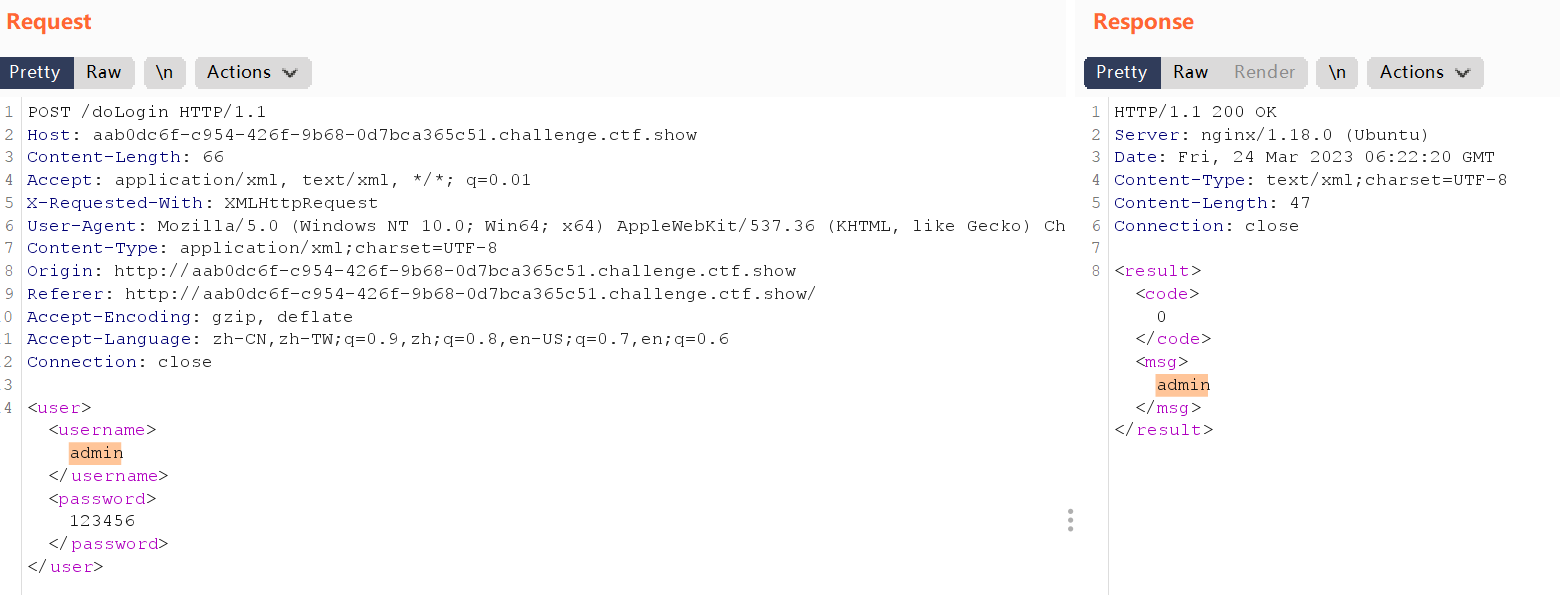 Request
Pretty Raw \n Actions
1 POST /doLogin HTTP/1.1
2 Host: aab0dc6f-c954-426f-9b68-0d7bca365c51.challenge.ctf.show
3 Content-Length: 66
4 Accept: application/xml, text/xml, */*; q=0.01
5 X-Requested-With: XMLHttpRequest
6 User-Agent: Mozilla/5.0 (Windows NT 10.0; Win64; x64) AppleWebKit/537.36 (KHTML, like Gecko) Ch
7 Content-Type: application/xml;charset=UTF-8
8 Origin: http://aab0dc6f-c954-426f-9b68-0d7bca365c51.challenge.ctf.show
9 Referer: http://aab0dc6f-c954-426f-9b68-0d7bca365c51.challenge.ctf.show/
0 Accept-Encoding: gzip, deflate
1 Accept-Language: zh-CN,zh-TW;q=0.9,zh;q=0.8,en-US;q=0.7,en;q=0.6
2 Connection: close
3
4 <user>
<username>
admin
</username>
<password>
123456
</password>
</user>
Response
Pretty Raw Render \n Actions
1 HTTP/1.1 200 OK
2 Server: nginx/1.18.0 (Ubuntu)
3 Date: Fri, 24 Mar 2023 06:22:20 GMT
4 Content-Type: text/xml;charset=UTF-8
5 Content-Length: 47
6 Connection: close
7
8 <result>
<code>
0
</code>
<msg>
admin
</msg>
</result>